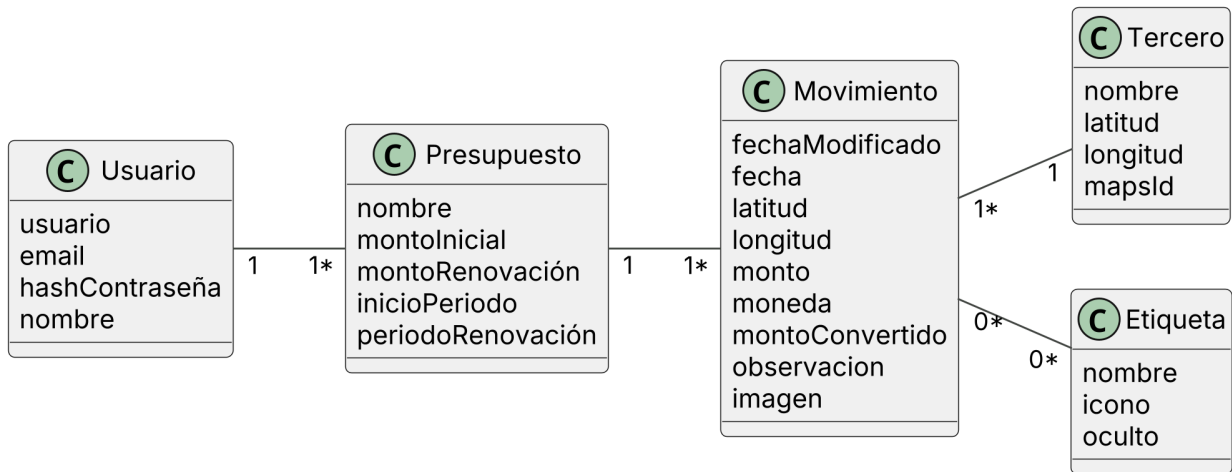 C Usuario
usuario
email
hashContraseña
nombre
1
1*
C Presupuesto
nombre
montoInicial
montoRenovación
inicioPeriodo
periodoRenovación
1
1*
C Movimiento
fechaModificado
fecha
latitud
longitud
monto
moneda
montoConvertido
observacion
imagen
1*
1
0*
0*
C Tercero
nombre
latitud
longitud
mapsId
C Etiqueta
nombre
icono
oculto